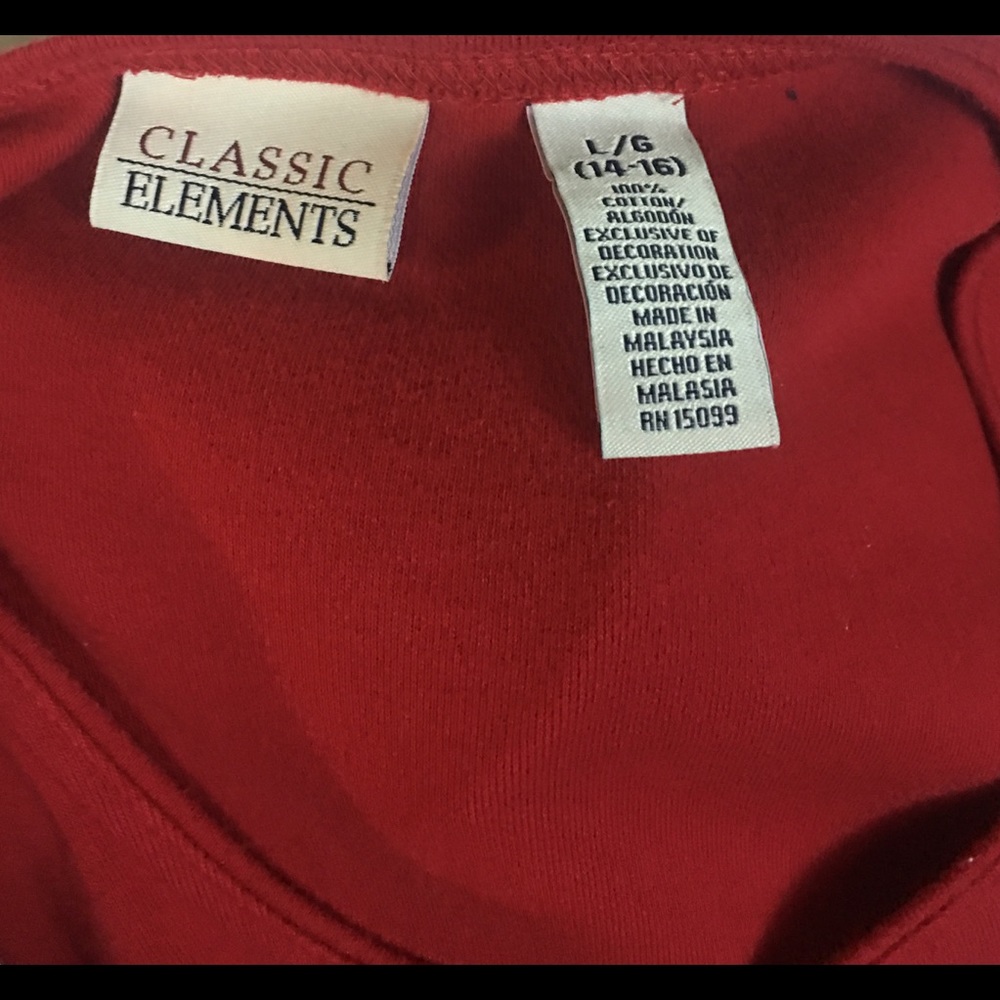 CLASSIC
ELEMENTS
L/G
(14-16)
100%
COTTON/
ALGODÓN
EXCLUSIVE OF
DECORATION
EXCLUSIVO DE
DECORACIÓN
MADE IN
MALAYSIA
HECHO EN
MALASIA
RN 15099